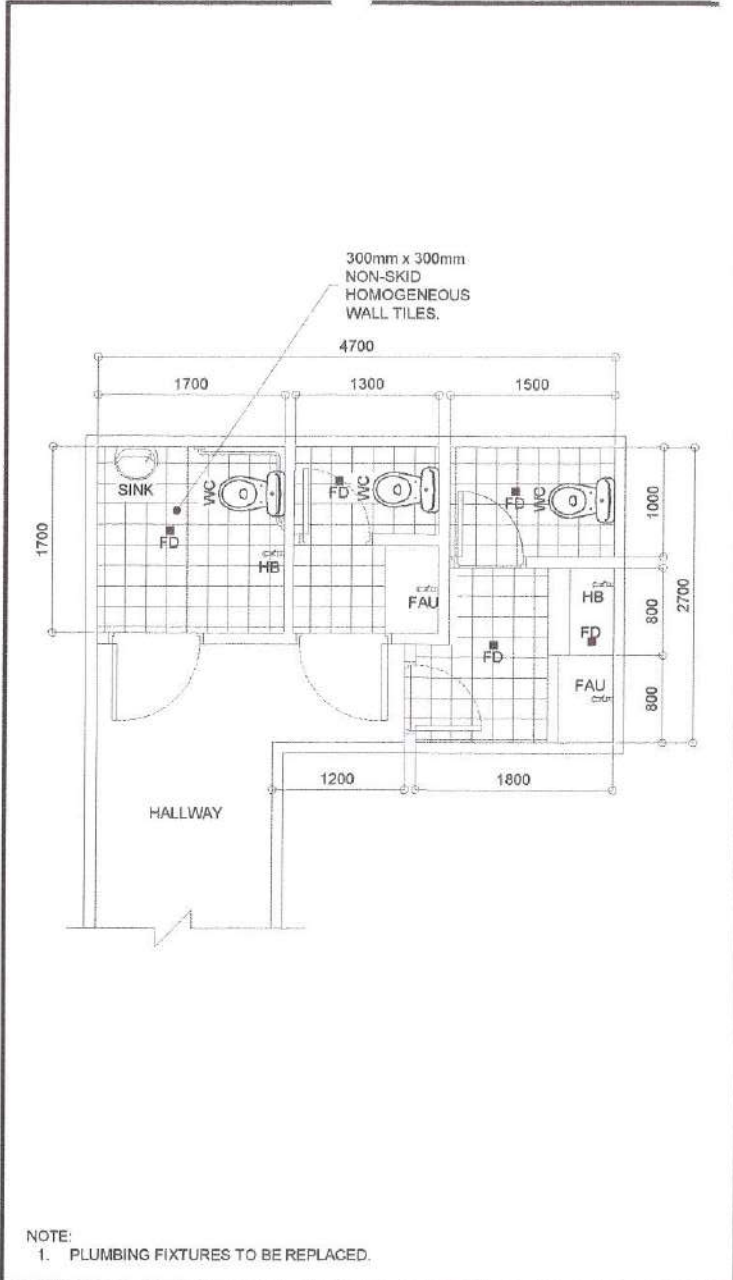 300mm x 300mm
NON-SKID
HOMOGENEOUS
WALL TILES.
4700
1700
1300
1500
SINK
WC
FD
HB
1700
FD
WC
FAU
FD
WC
1000
2700
800
800
HB
FD
FD
FAU
1200
1800
HALLWAY
NOTE:
1. PLUMBING FIXTURES TO BE REPLACED.